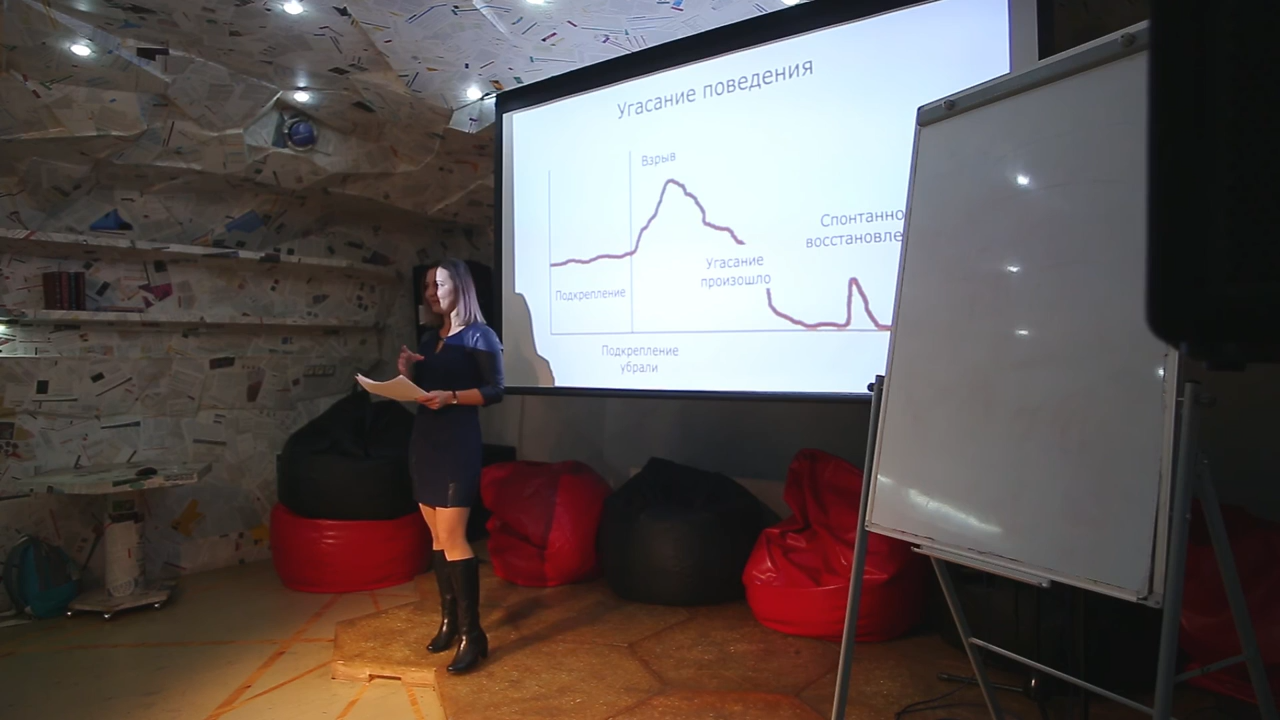 Угасание поведения
Взрыв
Спонтанно
восстановле
Угасание
произошло
Подкрепление
Подкрепление
убрали